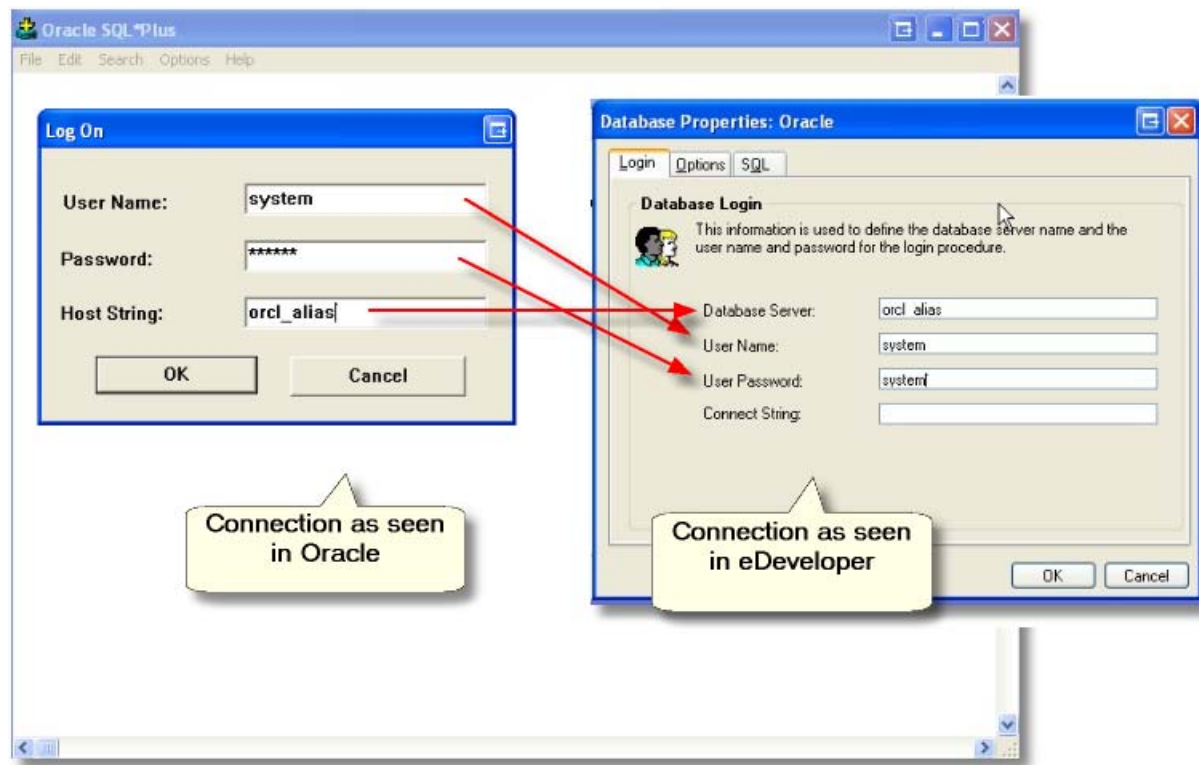 Oracle SQL*Plus
File Edit Search Options Help
Log On
User Name:
system
Password:
******
Host String:
orcl_alias
OK
Cancel
Connection as seen
in Oracle
Database Properties: Oracle
Login Options SQL
Database Login
This information is used to define the database server name and the
user name and password for the login procedure.
Database Server:
orcl_alias
User Name:
system
User Password:
system
Connect String:
Connection as seen
in eDeveloper
OK
Cancel